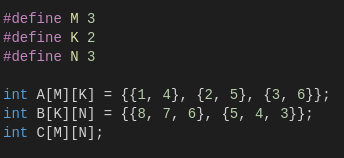 #define M 3
#define K 2
#define N 3

int A[M][K] = {{1, 4}, {2, 5}, {3, 6}};
int B[K][N] = {{8, 7, 6}, {5, 4, 3}};
int C[M][N];